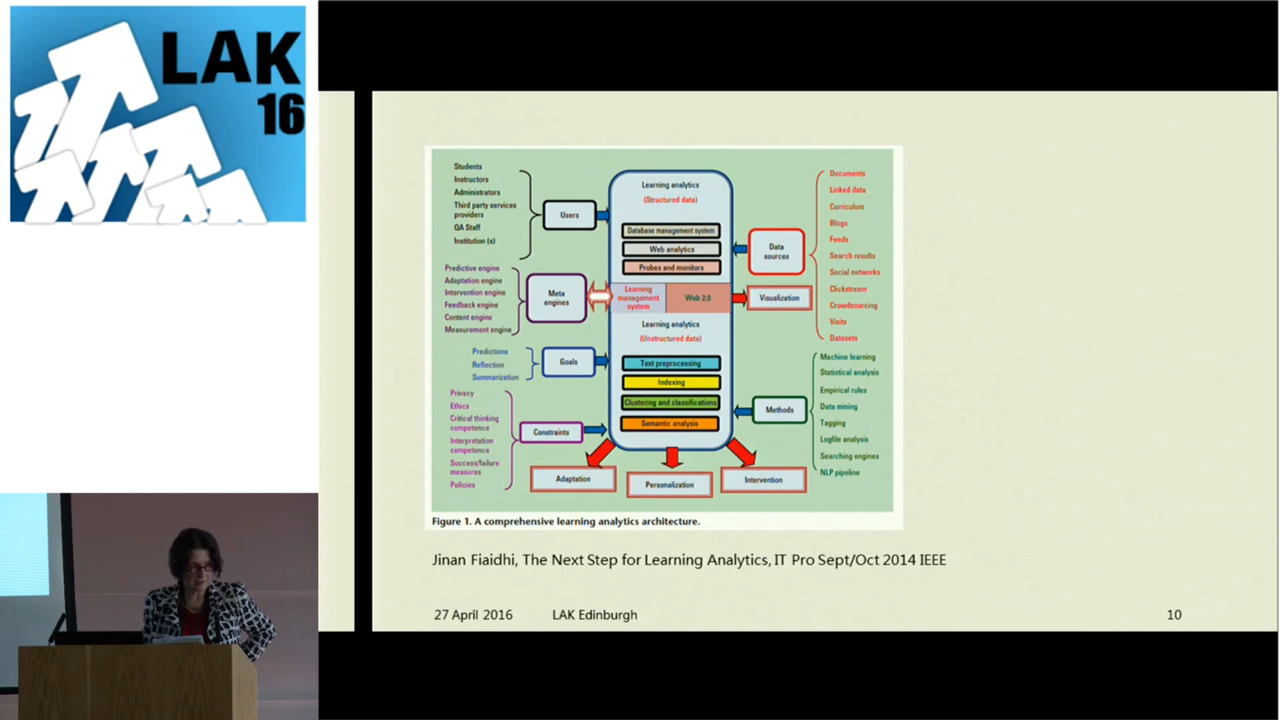 LAK
16
Students
Instructors
Administrators
Third party services
providers
QA Staff
Institution (s)
Users
Predictive engine
Adaptation engine
Intervention engine
Feedback engine
Content engine
Measurement engine
Meta
engines
Predictions
Reflection
Summarization
Goals
Privacy
Ethics
Critical thinking
competence
Interpretation
competence
Success/failure
measures
Policies
Constraints
Learning analytics
(Structured data)
Database management system
Web analytics
Probes and monitors
Learning
management
system
Web 2.0
Learning analytics
(Unstructured data)
Text preprocessing
Indexing
Clustering and classifications
Semantic analysis
Adaptation
Personalization
Intervention
Data
sources
Visualization
Methods
Documents
Linked data
Curriculum
Blogs
Feeds
Search results
Social networks
Clickstream
Crowdsourcing
Visits
Datasets
Machine learning
Statistical analysis
Empirical rules
Data mining
Tagging
Logfile analysis
Searching engines
NLP pipeline
Figure 1. A comprehensive learning analytics architecture.
Jinan Fiaidhi, The Next Step for Learning Analytics, IT Pro Sept/Oct 2014 IEEE
27 April 2016 LAK Edinburgh 10